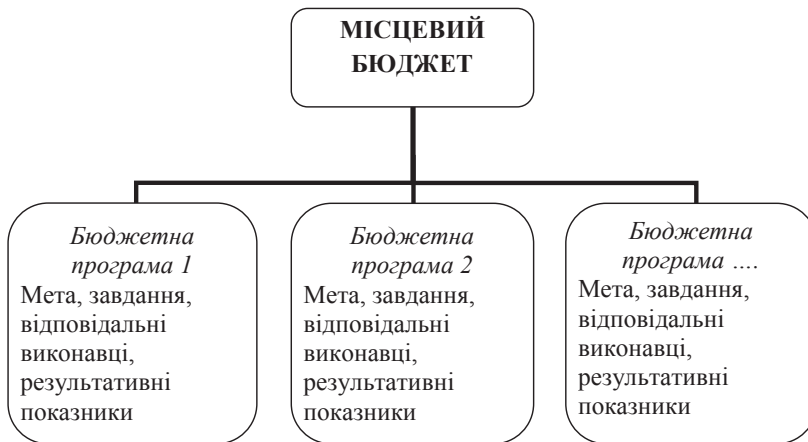 МІСЦЕВИЙ
БЮДЖЕТ
Бюджетна
програма 1
Мета, завдання,
відповідальні
виконавці,
результативні
показники
Бюджетна
програма 2
Мета, завдання,
відповідальні
виконавці,
результативні
показники
Бюджетна
програма ....
Мета, завдання,
відповідальні
виконавці,
результативні
показники